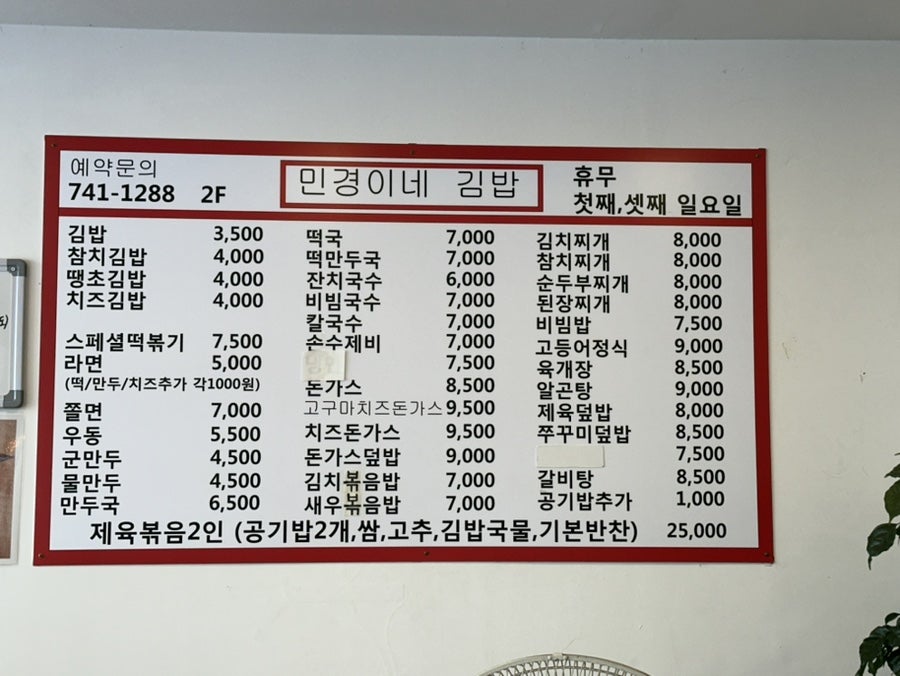 예약문의
741-1288 2F
민경이네 김밥
휴무
첫째,셋째 일요일
김밥 3,500
참치김밥 4,000
땡초김밥 4,000
치즈김밥 4,000
스페셜떡볶기 7,500
라면 5,000
(떡/만두/치즈추가 각1000원)
쫄면 7,000
우동 5,500
군만두 4,500
물만두 4,500
만두국 6,500
떡국 7,000
떡만두국 7,000
잔치국수 6,000
비빔국수 7,000
칼국수 7,000
손수제비 7,000
7,500
돈가스 8,500
고구마치즈돈가스 9,500
치즈돈가스 9,500
돈가스덮밥 9,000
김치볶음밥 7,000
새우볶음밥 7,000
김치찌개 8,000
참치찌개 8,000
순두부찌개 8,000
된장찌개 8,000
비빔밥 7,500
고등어정식 9,000
육개장 8,500
알곤탕 9,000
제육덮밥 8,000
쭈꾸미덮밥 8,500
7,500
갈비탕 8,500
공기밥추가 1,000
제육볶음2인 (공기밥2개,쌈,고추,김밥국물,기본반찬) 25,000